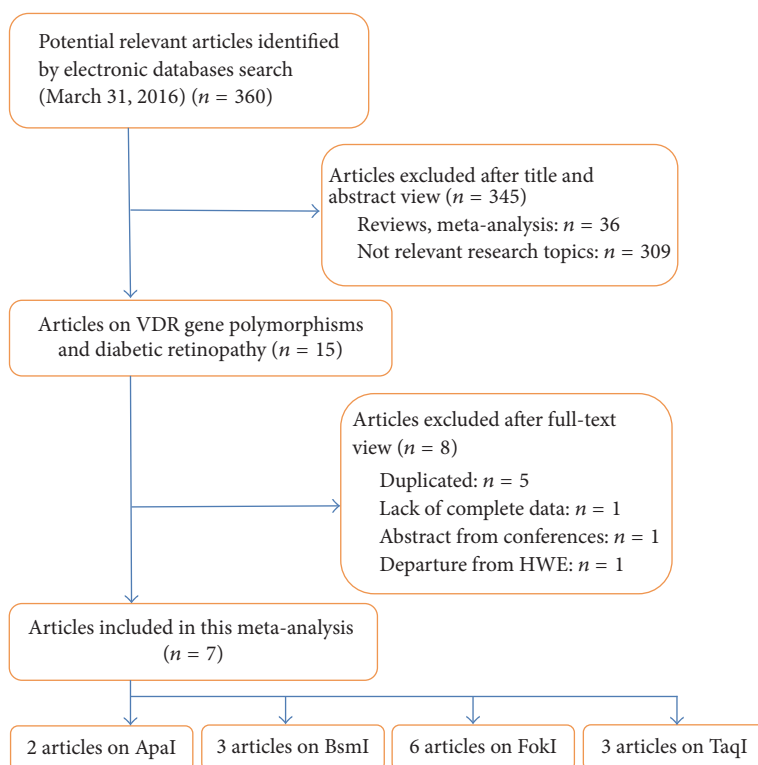 Potential relevant articles identified
by electronic databases search
(March 31, 2016) (n = 360)
Articles excluded after title and
abstract view (n = 345)
Reviews, meta-analysis: n = 36
Not relevant research topics: n = 309
Articles on VDR gene polymorphisms
and diabetic retinopathy (n = 15)
Articles excluded after full-text
view (n = 8)
Duplicated: n = 5
Lack of complete data: n = 1
Abstract from conferences: n = 1
Departure from HWE: n = 1
Articles included in this meta-analysis
(n = 7)
2 articles on ApaI
3 articles on BsmI
6 articles on FokI
3 articles on TaqI